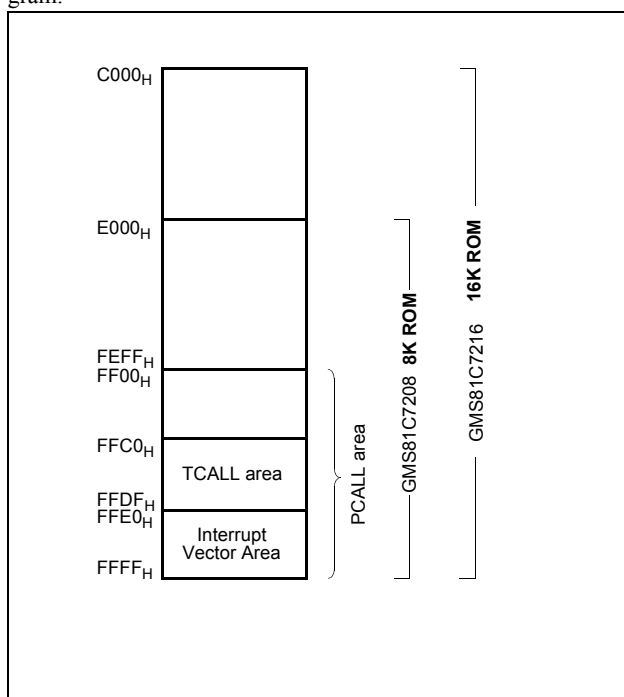 gram.
C000H
E000H
FEFFH
FF00H
FFC0H
TCALL area
FFDFH
FFE0H
Interrupt
Vector Area
FFFFH
PCALL area
GMS81C7208 8K ROM
GMS81C7216 16K ROM